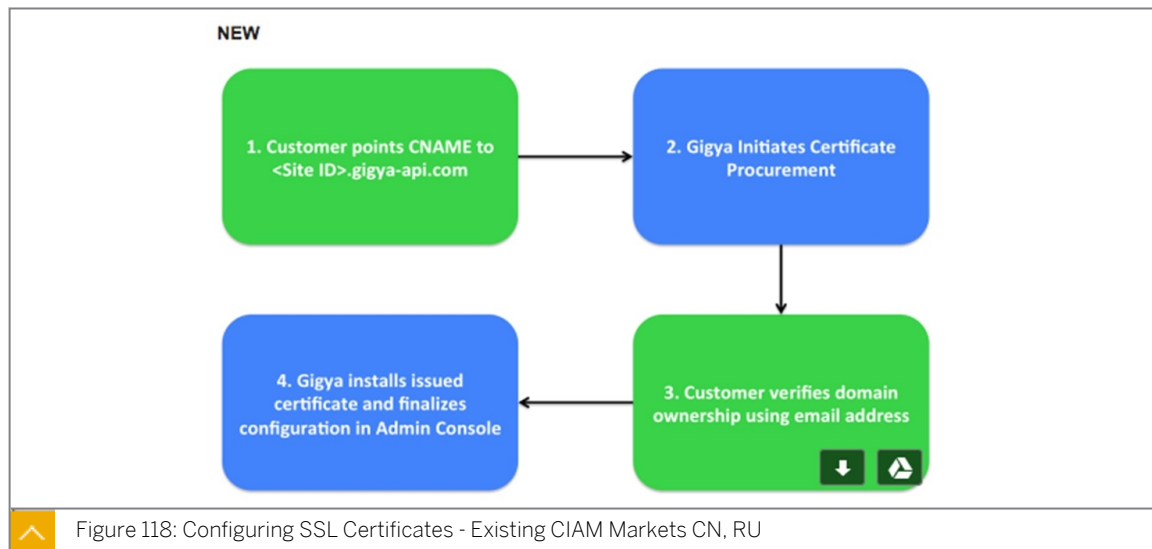 NEW
1. Customer points CNAME to
<Site ID>.gigya-api.com
2. Gigya Initiates Certificate
Procurement
3. Customer verifies domain
ownership using email address
4. Gigya installs issued
certificate and finalizes
configuration in Admin Console
Figure 118: Configuring SSL Certificates - Existing CIAM Markets CN, RU